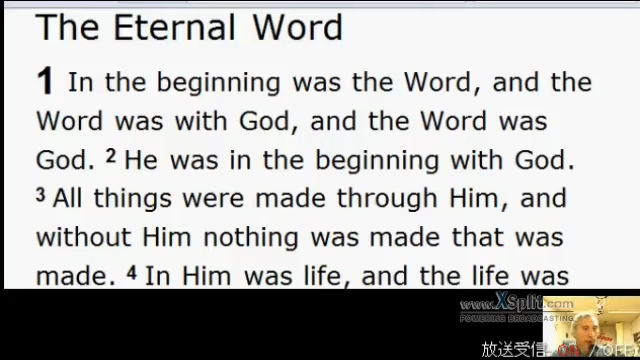 The Eternal Word
1 In the beginning was the Word, and the
Word was with God, and the Word was
God. 2 He was in the beginning with God.
3 All things were made through Him, and
without Him nothing was made that was
made. 4 In Him was life, and the life was
www.XSplit.com
POWERING BROADCASTING
放送受信 ON / OFF